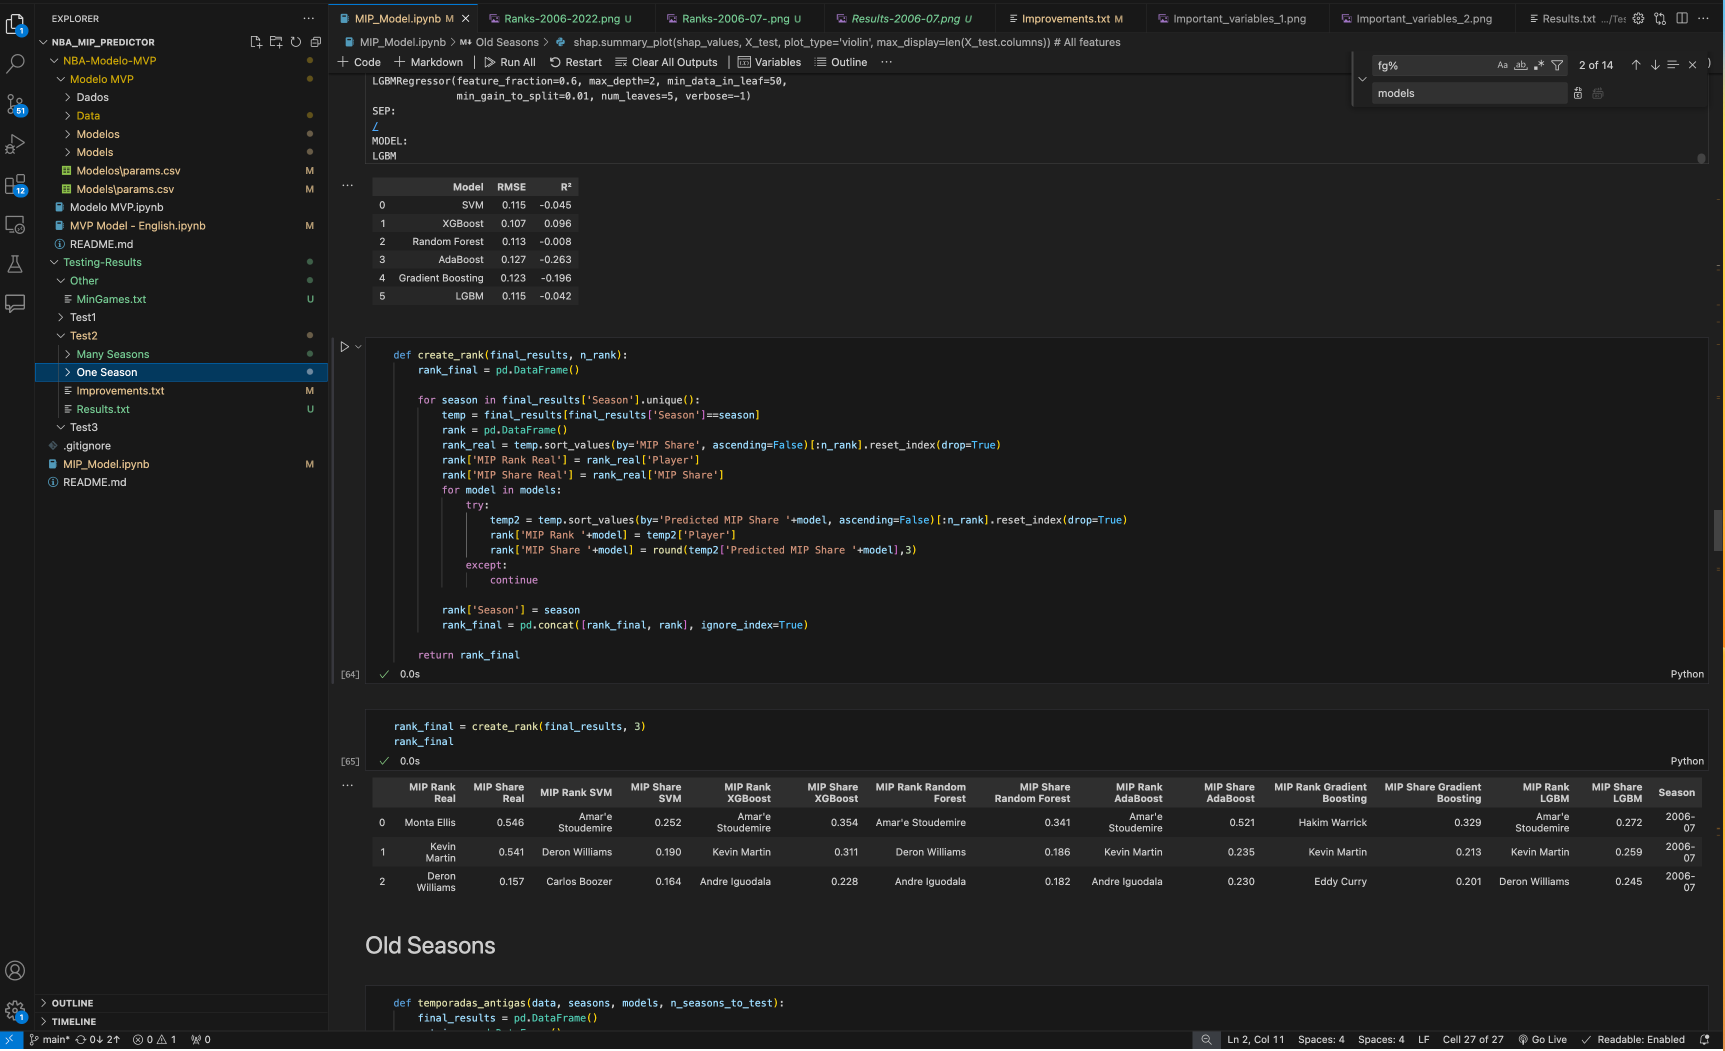 EXPLORER
NBA_MIP_PREDICTOR
NBA-Modelo-MVP
Modelo MVP
Dados
Data
Modelos
Models
Modelos\params.csv M
Models\params.csv M
Modelo MVP.ipynb
MVP Model - English.ipynb M
README.md
Testing-Results
Other
MinGames.txt U
Test1
Test2
Many Seasons
One Season
Improvements.txt M
Results.txt U
Test3
.gitignore
MIP_Model.ipynb M
README.md
OUTLINE
TIMELINE
1
51
12
1
MIP_Model.ipynb M
Ranks-2006-2022.png U
Ranks-2006-07-.png U
Results-2006-07.png U
Improvements.txt M
Important_variables_1.png
Important_variables_2.png
Results.txt .../Tes
MIP_Model.ipynb > M↓ Old Seasons > shap.summary_plot(shap_values, X_test, plot_type='violin', max_display=len(X_test.columns)) # All features
+ Code + Markdown Run All Restart Clear All Outputs Variables Outline ...
fg% Aa ab .* 2 of 14
models
LGBMRegressor(feature_fraction=0.6, max_depth=2, min_data_in_leaf=50,
min_gain_to_split=0.01, num_leaves=5, verbose=-1)
SEP:
/
MODEL:
LGBM
Model RMSE R²
0 SVM 0.115 -0.045
1 XGBoost 0.107 0.096
2 Random Forest 0.113 -0.008
3 AdaBoost 0.127 -0.263
4 Gradient Boosting 0.123 -0.196
5 LGBM 0.115 -0.042
def create_rank(final_results, n_rank):
rank_final = pd.DataFrame()
for season in final_results['Season'].unique():
temp = final_results[final_results['Season']==season]
rank = pd.DataFrame()
rank_real = temp.sort_values(by='MIP Share', ascending=False)[:n_rank].reset_index(drop=True)
rank['MIP Rank Real'] = rank_real['Player']
rank['MIP Share Real'] = rank_real['MIP Share']
for model in models:
try:
temp2 = temp.sort_values(by='Predicted MIP Share '+model, ascending=False)[:n_rank].reset_index(drop=True)
rank['MIP Rank '+model] = temp2['Player']
rank['MIP Share '+model] = round(temp2['Predicted MIP Share '+model],3)
except:
continue
rank['Season'] = season
rank_final = pd.concat([rank_final, rank], ignore_index=True)
return rank_final
[64] ✓ 0.0s Python
rank_final = create_rank(final_results, 3)
rank_final
[65] ✓ 0.0s Python
MIP Rank Real MIP Share Real MIP Rank SVM MIP Share SVM MIP Rank XGBoost MIP Share XGBoost MIP Rank Random Forest MIP Share Random Forest MIP Rank AdaBoost MIP Share AdaBoost MIP Rank Gradient Boosting MIP Share Gradient Boosting MIP Rank LGBM MIP Share LGBM Season
0 Monta Ellis 0.546 Amar'e Stoudemire 0.252 Amar'e Stoudemire 0.354 Amar'e Stoudemire 0.341 Amar'e Stoudemire 0.521 Hakim Warrick 0.329 Amar'e Stoudemire 0.272 2006-07
1 Kevin Martin 0.541 Deron Williams 0.190 Kevin Martin 0.311 Deron Williams 0.186 Kevin Martin 0.235 Kevin Martin 0.213 Kevin Martin 0.259 2006-07
2 Deron Williams 0.157 Carlos Boozer 0.164 Andre Iguodala 0.228 Andre Iguodala 0.182 Andre Iguodala 0.230 Eddy Curry 0.201 Deron Williams 0.245 2006-07
Old Seasons
def temporadas_antigas(data, seasons, models, n_seasons_to_test):
final_results = pd.DataFrame()
main* 0↓ 2↑ 0 1 0
Ln 2, Col 11 Spaces: 4 Spaces: 4 LF Cell 27 of 27 Go Live Readable: Enabled